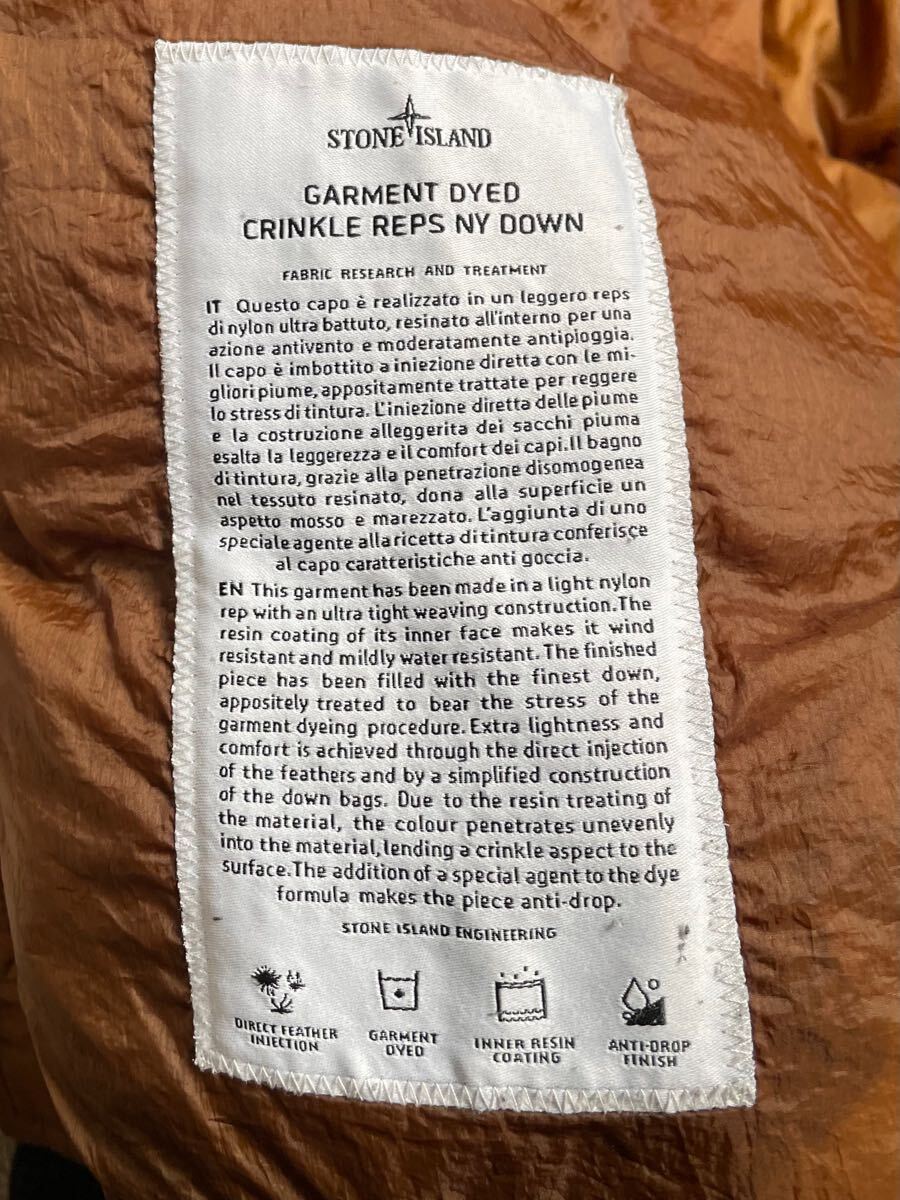 STONE ISLAND
GARMENT DYED
CRINKLE REPS NY DOWN
FABRIC RESEARCH AND TREATMENT
IT Questo capo è realizzato in un leggero reps
di nylon ultra battuto, resinato all'interno per una
azione antivento e moderatamente antipioggia.
Il capo è imbottito a iniezione diretta con le mi-
gliori piume, appositamente trattate per reggere
lo stress di tintura. L'iniezione diretta delle piume
e la costruzione alleggerita dei sacchi piuma
esalta la leggerezza e il comfort dei capi. Il bagno
di tintura, grazie alla penetrazione disomogenea
nel tessuto resinato, dona alla superficie un
aspetto mosso e marezzato. L'aggiunta di uno
speciale agente alla ricetta di tintura conferisce
al capo caratteristiche anti goccia.
EN This garment has been made in a light nylon
rep with an ultra tight weaving construction. The
resin coating of its inner face makes it wind
resistant and mildly water resistant. The finished
piece has been filled with the finest down,
appositely treated to bear the stress of the
garment dyeing procedure. Extra lightness and
comfort is achieved through the direct injection
of the feathers and by a simplified construction
of the down bags. Due to the resin treating of
the material, the colour penetrates unevenly
into the material, lending a crinkle aspect to the
surface. The addition of a special agent to the dye
formula makes the piece anti-drop.
STONE ISLAND ENGINEERING
DIRECT FEATHER
INJECTION
GARMENT
DYED
INNER RESIN
COATING
ANTI-DROP
FINISH